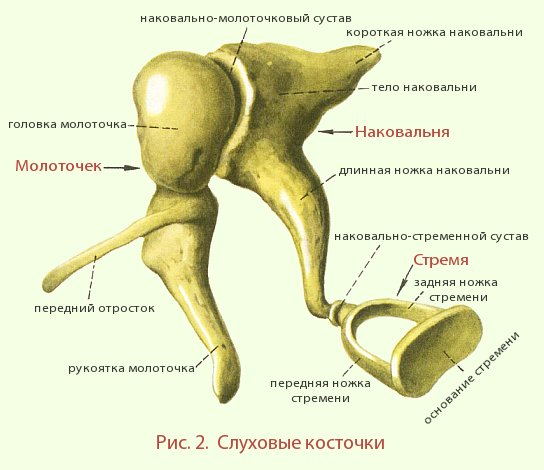 наковально-молоточковый сустав
короткая ножка наковальни
тело наковальни
головка молоточка
Наковальня
Молоточек
длинная ножка наковальни
наковально-стременной сустав
Стремя
задняя ножка
стремени
передний отросток
рукоятка молоточка
передняя ножка
стремени
основание стремени
Рис. 2. Слуховые косточки